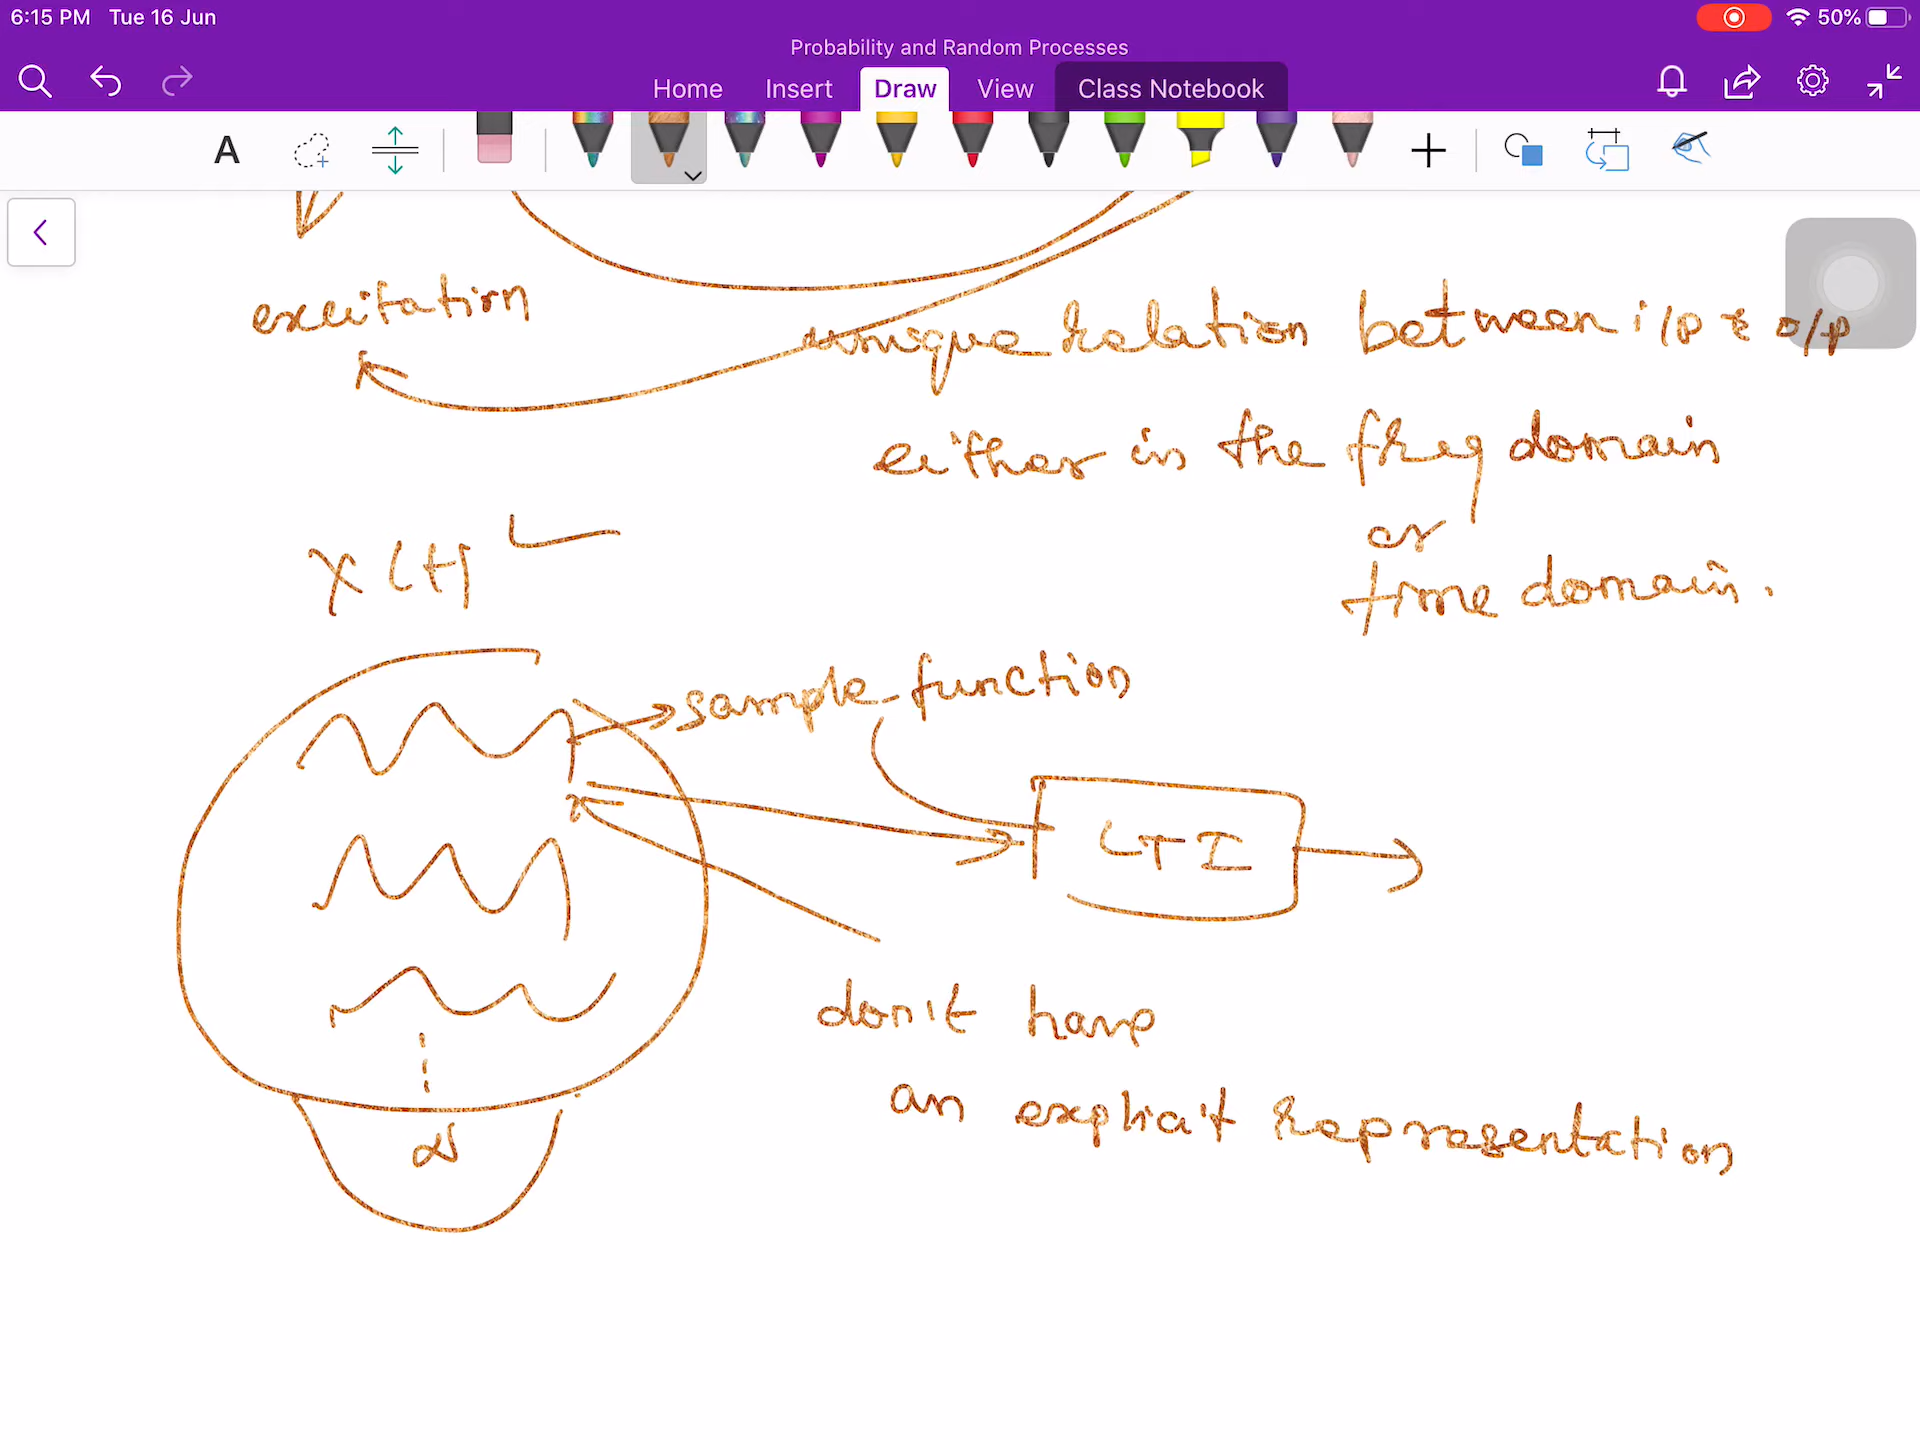 6:15 PM Tue 16 Jun
50%
Probability and Random Processes
Home Insert Draw View Class Notebook
A
excitation
unique relation between i/p & o/p
either in the freq domain
or
time domain.
X(t)
sample function
LTI
don't have
an explicit representation
∞